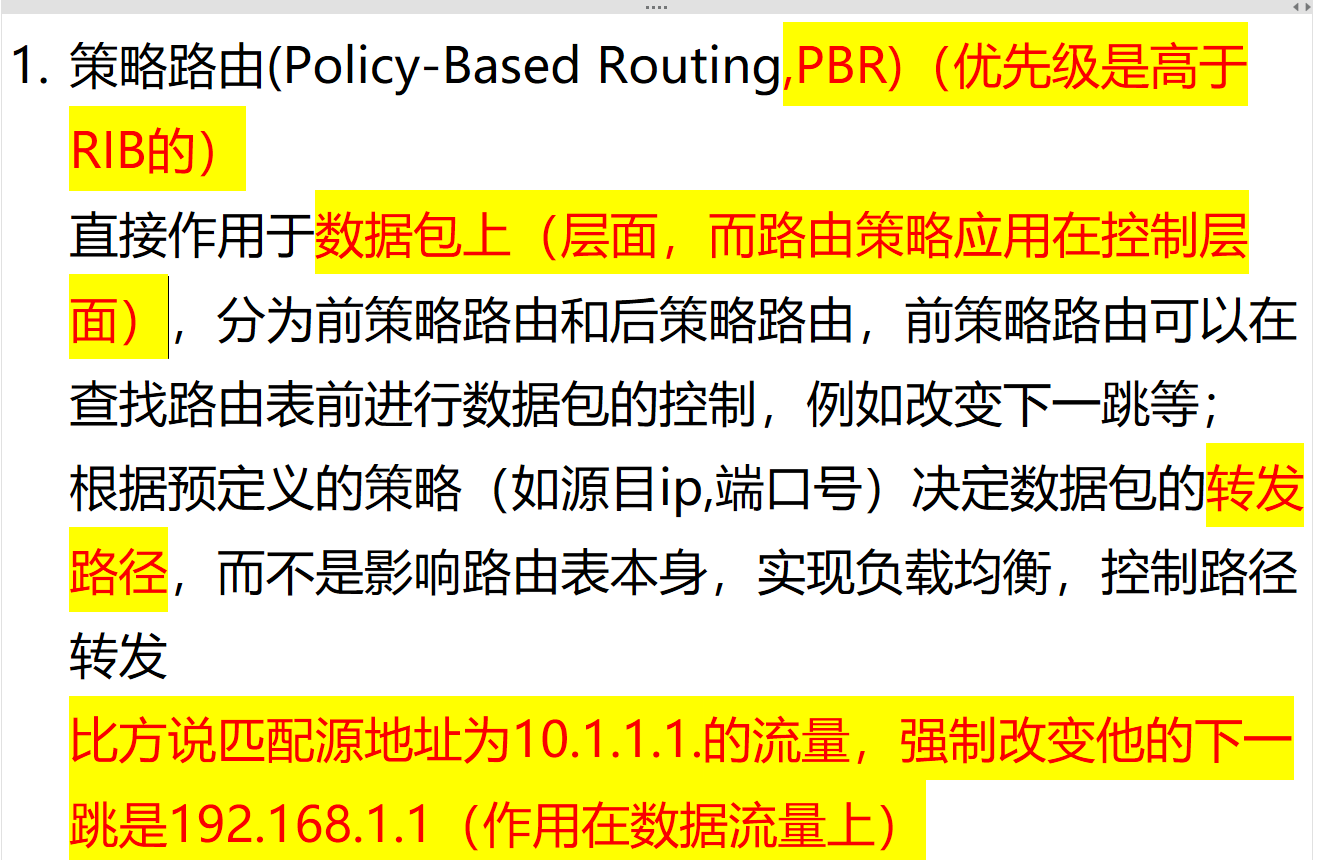 1. 策略路由(Policy-Based Routing,PBR)（优先级是高于
RIB的）
直接作用于数据包上（层面，而路由策略应用在控制层
面），分为前策略路由和后策略路由，前策略路由可以在
查找路由表前进行数据包的控制，例如改变下一跳等；
根据预定义的策略（如源目ip,端口号）决定数据包的转发
路径，而不是影响路由表本身，实现负载均衡，控制路径
转发
比方说匹配源地址为10.1.1.1.的流量，强制改变他的下一
跳是192.168.1.1（作用在数据流量上）